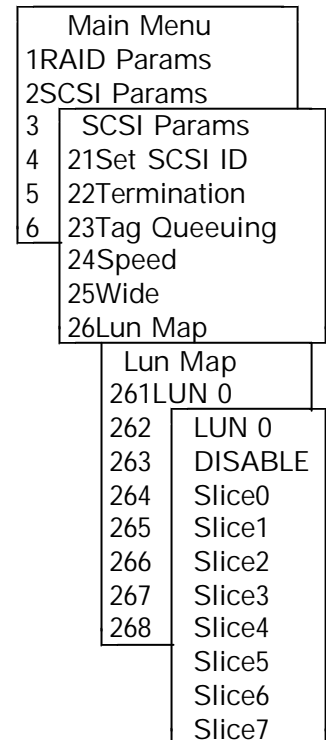 Main Menu
1RAID Params
2SCSI Params
3
4
5
6
SCSI Params
21Set SCSI ID
22Termination
23Tag Queeuing
24Speed
25Wide
26Lun Map
Lun Map
261LUN 0
262
263
264
265
266
267
268
LUN 0
DISABLE
Slice0
Slice1
Slice2
Slice3
Slice4
Slice5
Slice6
Slice7